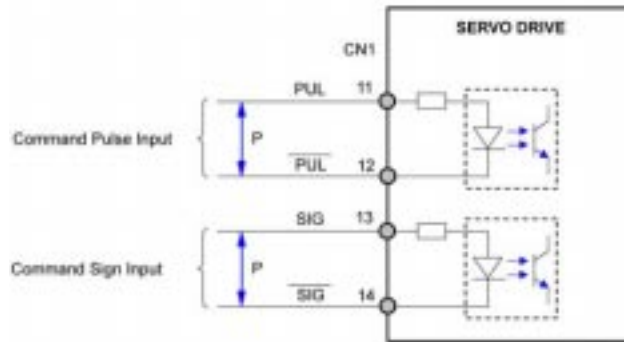 SERVO DRIVE
CN1
PUL 11
Command Pulse Input
P
PUL 12
SIG 13
Command Sign Input
P
SIG 14